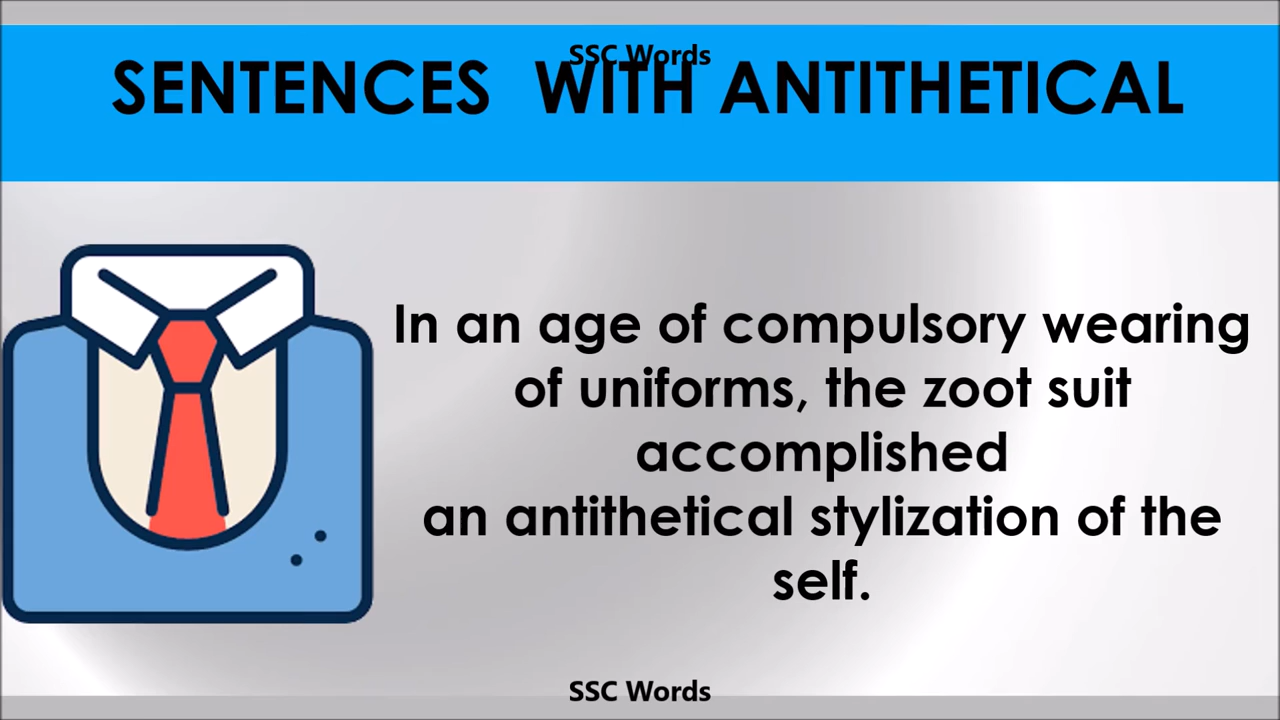 SSC Words
SENTENCES WITH ANTITHETICAL
In an age of compulsory wearing
of uniforms, the zoot suit
accomplished
an antithetical stylization of the
self.
SSC Words